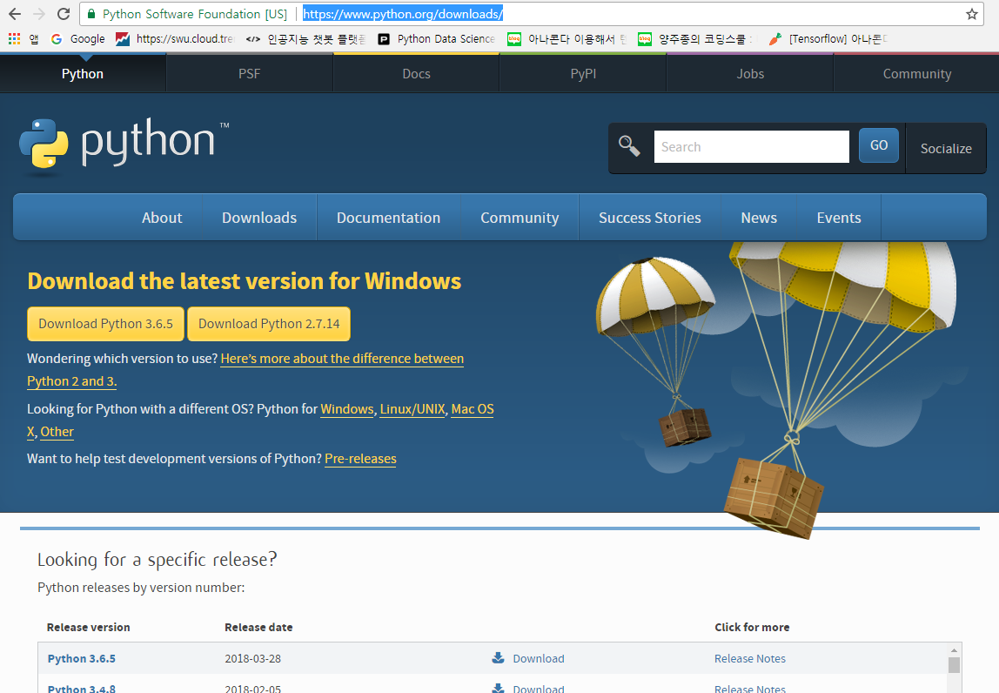 Python Software Foundation [US] | https://www.python.org/downloads/
앱 Google https://swu.cloud.tre 인공지능 챗봇 플랫폼 Python Data Science 아나콘다 이용해서 양주종의 코딩스쿨 [Tensorflow] 아나콘
Python PSF Docs PyPI Jobs Community
python™
Search GO Socialize
About Downloads Documentation Community Success Stories News Events
Download the latest version for Windows
Download Python 3.6.5 Download Python 2.7.14
Wondering which version to use? Here's more about the difference between
Python 2 and 3.
Looking for Python with a different OS? Python for Windows, Linux/UNIX, Mac OS
X, Other
Want to help test development versions of Python? Pre-releases
Looking for a specific release?
Python releases by version number:
Release version Release date Click for more
Python 3.6.5 2018-03-28 Download Release Notes
Python 3.4.8 2018-02-05 Download Release Notes